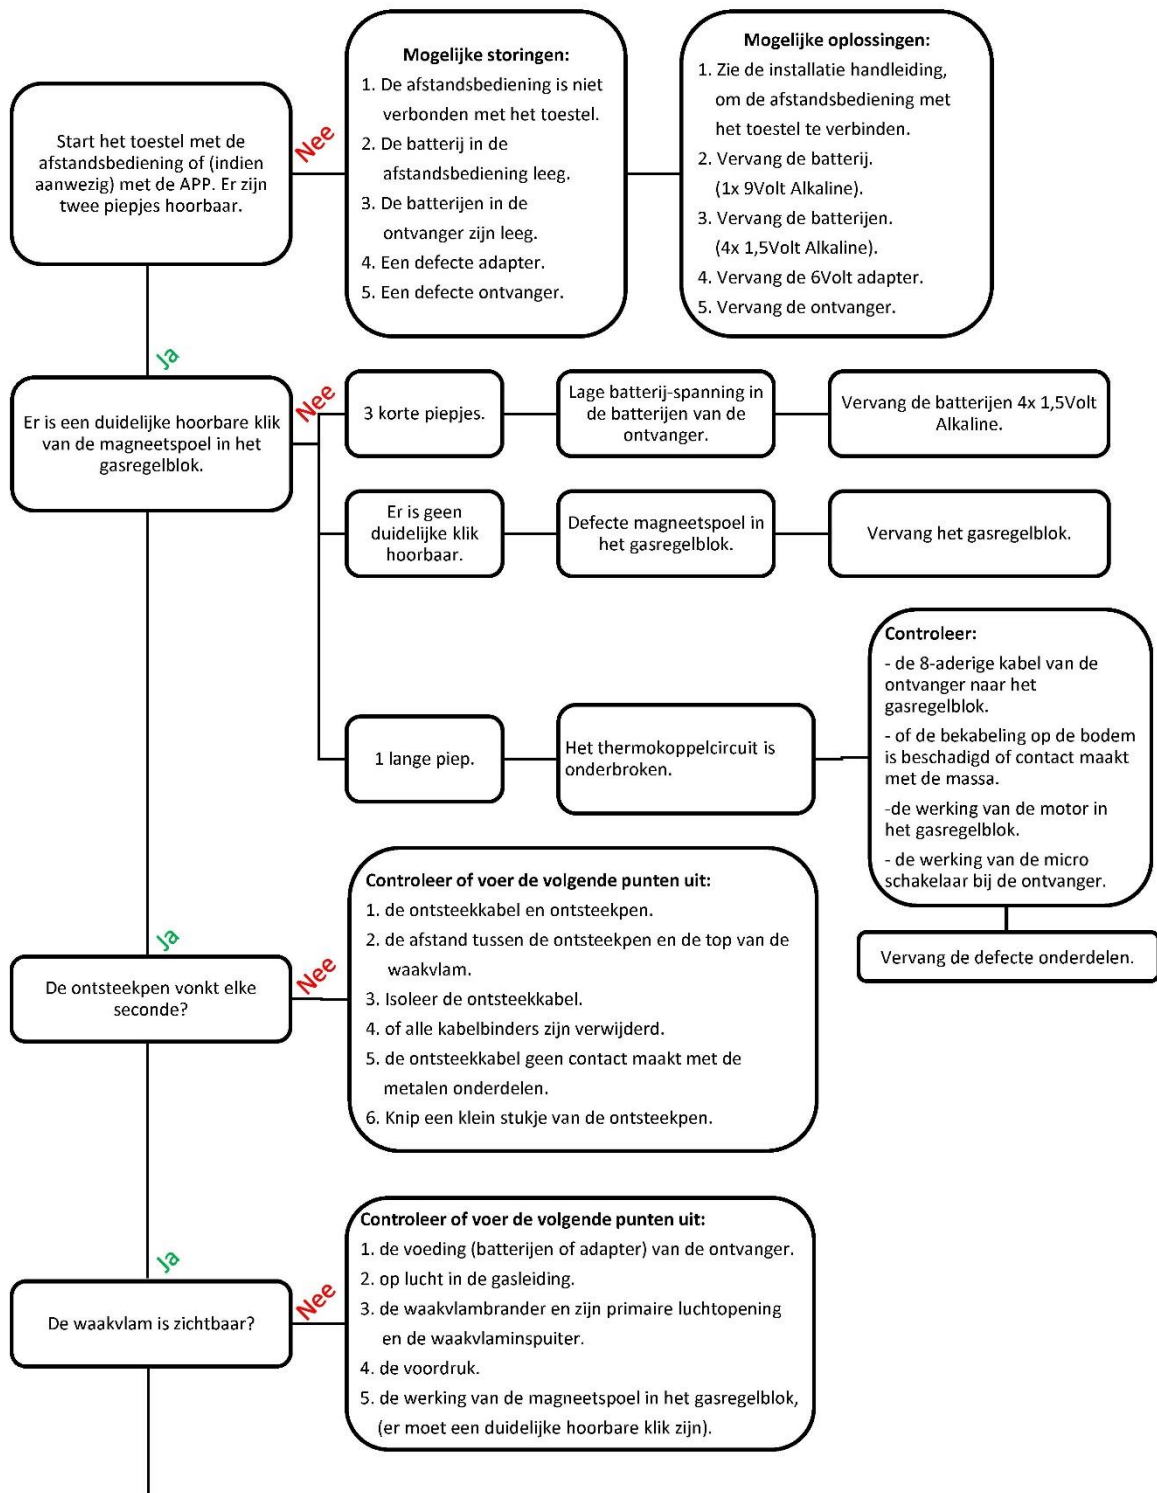 Start het toestel met de
afstandsbediening of (indien
aanwezig) met de APP. Er zijn
twee piepjes hoorbaar.
Nee
Mogelijke storingen:
1. De afstandsbediening is niet
verbonden met het toestel.
2. De batterij in de
afstandsbediening leeg.
3. De batterijen in de
ontvanger zijn leeg.
4. Een defecte adapter.
5. Een defecte ontvanger.
Mogelijke oplossingen:
1. Zie de installatie handleiding,
om de afstandsbediening met
het toestel te verbinden.
2. Vervang de batterij.
(1x 9Volt Alkaline).
3. Vervang de batterijen.
(4x 1,5Volt Alkaline).
4. Vervang de 6Volt adapter.
5. Vervang de ontvanger.
Ja
Er is een duidelijke hoorbare klik
van de magneetspoel in het
gasregelblok.
Nee
3 korte piepjes.
Lage batterij-spanning in
de batterijen van de
ontvanger.
Vervang de batterijen 4x 1,5Volt
Alkaline.
Er is geen
duidelijke klik
hoorbaar.
Defecte magneetspoel in
het gasregelblok.
Vervang het gasregelblok.
1 lange piep.
Het thermokoppelcircuit is
onderbroken.
Controleer:
- de 8-aderige kabel van de
ontvanger naar het
gasregelblok.
- of de bekabeling op de bodem
is beschadigd of contact maakt
met de massa.
-de werking van de motor in
het gasregelblok.
- de werking van de micro
schakelaar bij de ontvanger.
Vervang de defecte onderdelen.
Ja
De ontsteekpen vonkt elke
seconde?
Nee
Controleer of voer de volgende punten uit:
1. de ontsteekkabel en ontsteekpen.
2. de afstand tussen de ontsteekpen en de top van de
waakvlam.
3. Isoleer de ontsteekkabel.
4. of alle kabelbinders zijn verwijderd.
5. de ontsteekkabel geen contact maakt met de
metalen onderdelen.
6. Knip een klein stukje van de ontsteekpen.
Ja
De waakvlam is zichtbaar?
Nee
Controleer of voer de volgende punten uit:
1. de voeding (batterijen of adapter) van de ontvanger.
2. op lucht in de gasleiding.
3. de waakvlambrander en zijn primaire luchtopening
en de waakvlaminspuiter.
4. de voordruk.
5. de werking van de magneetspoel in het gasregelblok,
(er moet een duidelijke hoorbare klik zijn).